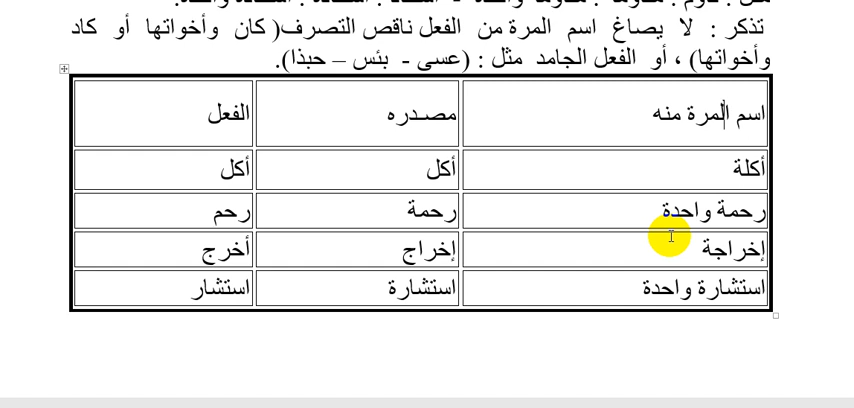 تذكر : لا يصاغ اسم المرة من الفعل ناقص التصرف( كان وأخواتها أو كاد
وأخواتها) ، أو الفعل الجامد مثل : (عسى - بئس – حبذا).
اسم المرة منه مصدره الفعل
أكلة أكل أكل
رحمة واحدة رحمة رحم
إخراجة إخراج أخرج
استشارة واحدة استشارة استشار